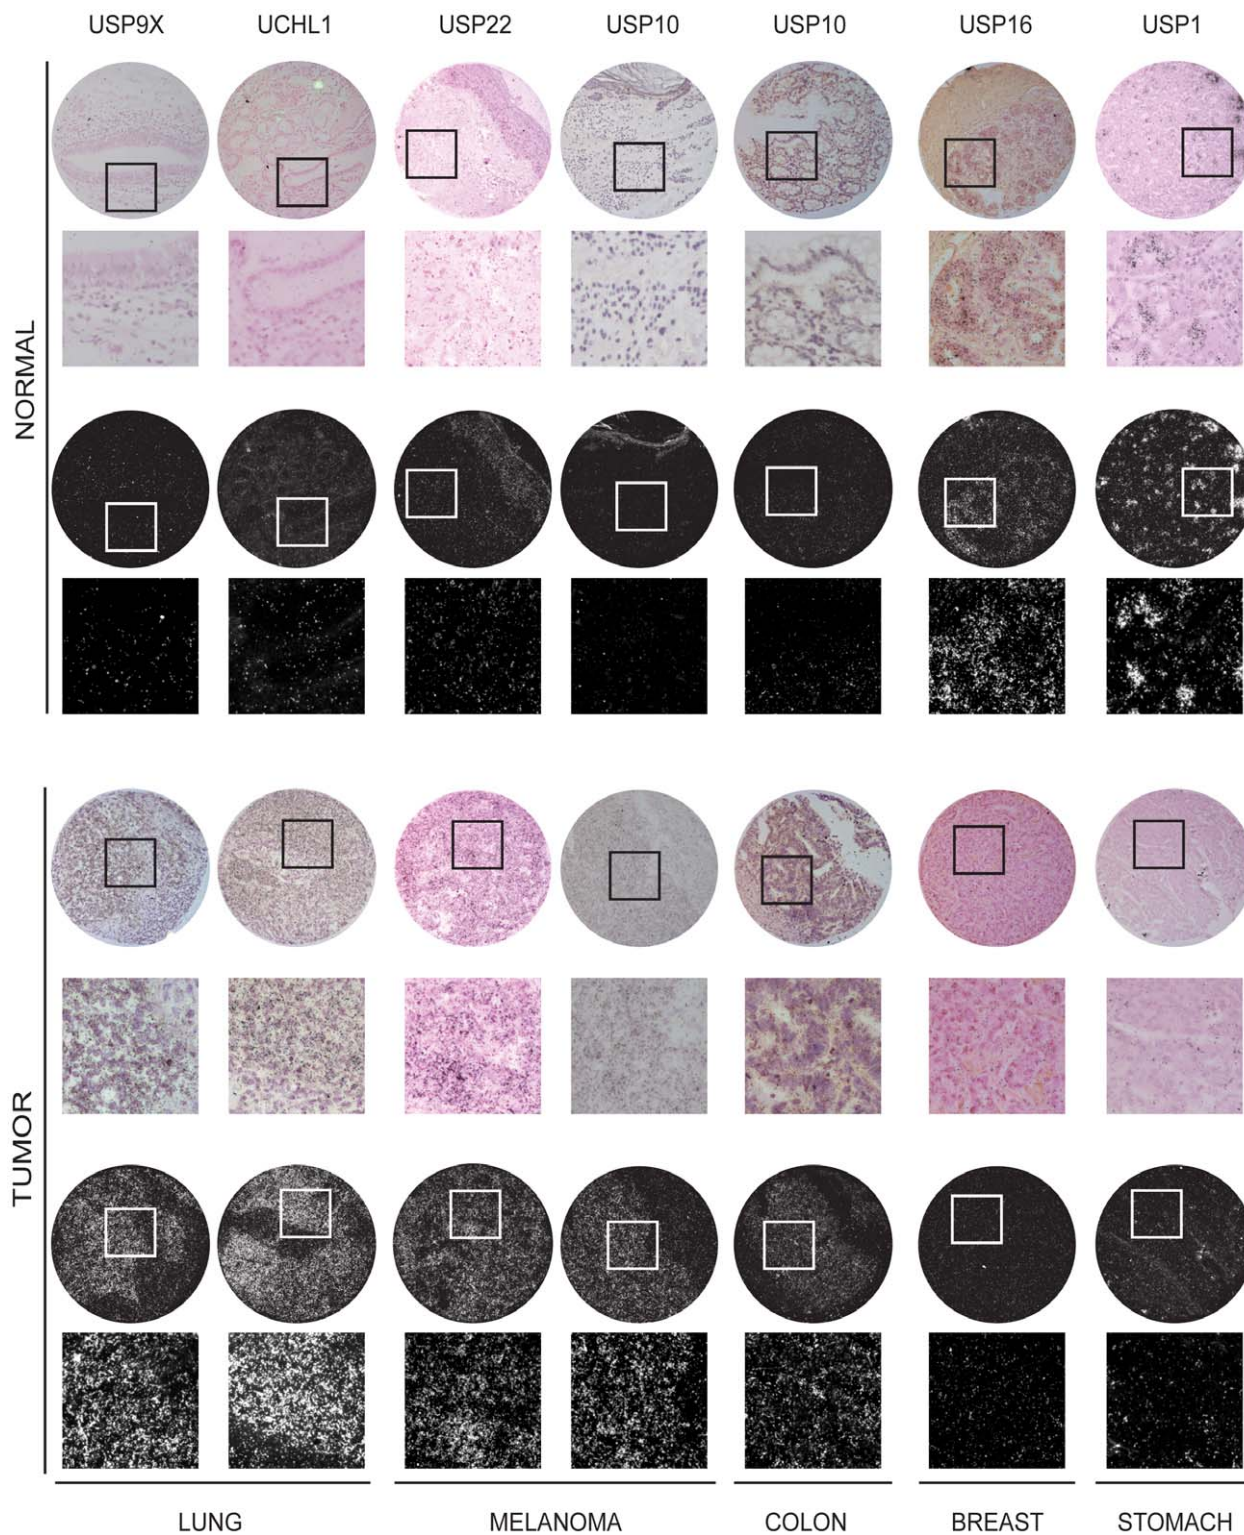 USP9X UCHL1 USP22 USP10 USP10 USP16 USP1
NORMAL
TUMOR
LUNG MELANOMA COLON BREAST STOMACH